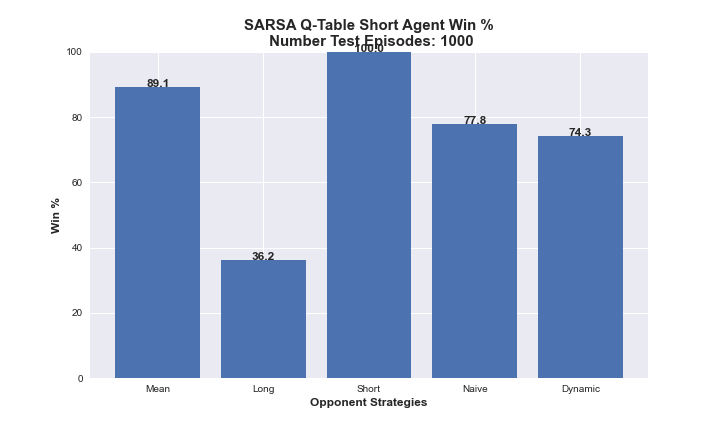 SARSA Q-Table Short Agent Win %
Number Test Episodes: 1000
100.0
100
89.1
80
77.8
74.3
60
Win %
40
36.2
20
0
Mean Long Short Naive Dynamic
Opponent Strategies